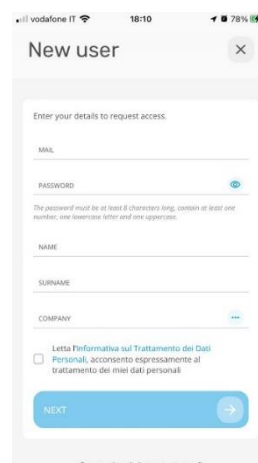 vodafone IT 18:10 78%
New user
Enter your details to request access.
MAIL
PASSWORD
The password must be at least 8 characters long, contain at least one
number, one lowercase letter and one uppercase.
NAME
SURNAME
COMPANY
Letta l'Informativa sul Trattamento dei Dati
Personali, acconsento espressamente al
trattamento dei miei dati personali
NEXT